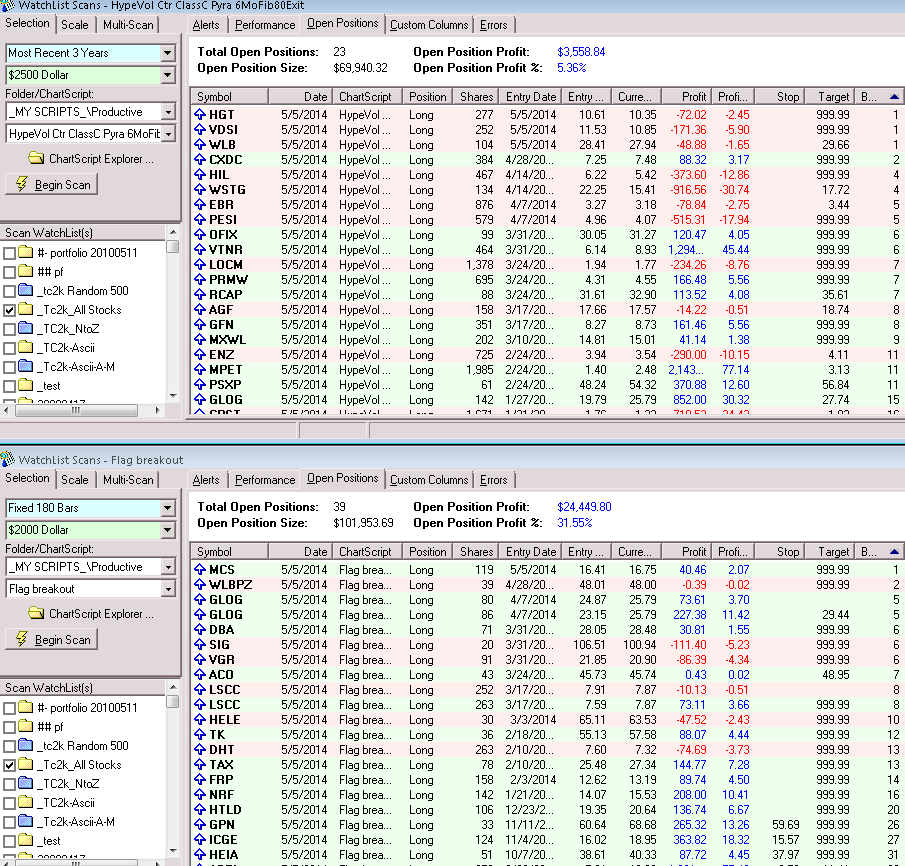 WatchList Scans - HypeVol Ctr ClassC Pyra 6MoFib80Exit
Selection Scale Multi-Scan
Most Recent 3 Years
$2500 Dollar
Folder/ChartScript:
_MY SCRIPTS_\Productive
HypeVol Ctr ClassC Pyra 6MoFib
ChartScript Explorer ...
Begin Scan
Scan WatchList(s)
#- portfolio 20100511
## pf
_tc2k Random 500
_Tc2k_All Stocks
_TC2k_NtoZ
_TC2k-Ascii
_Tc2k-Ascii-A-M
_test
Alerts Performance Open Positions Custom Columns Errors
Total Open Positions: 23 Open Position Profit: $3,558.84
Open Position Size: $69,940.32 Open Position Profit %: 5.36%
Symbol Date ChartScript Position Shares Entry Date Entry ... Curre... Profit Profi... Stop Target B...
HGT 5/5/2014 HypeVol ... Long 277 5/5/2014 10.61 10.35 -72.02 -2.45 999.99 1
VDSI 5/5/2014 HypeVol ... Long 252 5/5/2014 11.53 10.85 -171.36 -5.90 999.99 1
WLB 5/5/2014 HypeVol ... Long 104 5/5/2014 28.41 27.94 -48.88 -1.65 29.66 1
CXDC 5/5/2014 HypeVol ... Long 384 4/28/20... 7.25 7.48 88.32 3.17 999.99 2
HIL 5/5/2014 HypeVol ... Long 467 4/14/20... 6.22 5.42 -373.60 -12.86 999.99 4
WSTG 5/5/2014 HypeVol ... Long 134 4/14/20... 22.25 15.41 -916.56 -30.74 17.72 4
EBR 5/5/2014 HypeVol ... Long 876 4/7/2014 3.27 3.18 -78.84 -2.75 3.44 5
PESI 5/5/2014 HypeVol ... Long 579 4/7/2014 4.96 4.07 -515.31 -17.94 999.99 5
OFIX 5/5/2014 HypeVol ... Long 99 3/31/20... 30.05 31.27 120.47 4.05 999.99 6
VTNR 5/5/2014 HypeVol ... Long 464 3/31/20... 6.14 8.93 1,294... 45.44 999.99 6
LOCM 5/5/2014 HypeVol ... Long 1,378 3/24/20... 1.94 1.77 -234.26 -8.76 999.99 7
PRMW 5/5/2014 HypeVol ... Long 695 3/24/20... 4.31 4.55 166.48 5.56 999.99 7
RCAP 5/5/2014 HypeVol ... Long 88 3/24/20... 31.61 32.90 113.52 4.08 35.61 7
AGF 5/5/2014 HypeVol ... Long 158 3/17/20... 17.66 17.57 -14.22 -0.51 18.74 8
GFN 5/5/2014 HypeVol ... Long 351 3/17/20... 8.27 8.73 161.46 5.56 999.99 8
MXWL 5/5/2014 HypeVol ... Long 202 3/10/20... 14.81 15.01 41.14 1.38 999.99 9
ENZ 5/5/2014 HypeVol ... Long 725 2/24/20... 3.94 3.54 -290.00 -10.15 4.11 11
MPET 5/5/2014 HypeVol ... Long 1,985 2/24/20... 1.40 2.48 2,143... 77.14 3.13 11
PSXP 5/5/2014 HypeVol ... Long 61 2/24/20... 48.24 54.32 370.88 12.60 56.84 11
GLOG 5/5/2014 HypeVol ... Long 142 1/27/20... 19.79 25.79 852.00 30.32 27.74 15
WatchList Scans - Flag breakout
Selection Scale Multi-Scan
Fixed 180 Bars
$2000 Dollar
Folder/ChartScript:
_MY SCRIPTS_\Productive
Flag breakout
ChartScript Explorer ...
Begin Scan
Scan WatchList(s)
#- portfolio 20100511
## pf
_tc2k Random 500
_Tc2k_All Stocks
_TC2k_NtoZ
_TC2k-Ascii
_Tc2k-Ascii-A-M
_test
Alerts Performance Open Positions Custom Columns Errors
Total Open Positions: 39 Open Position Profit: $24,449.80
Open Position Size: $101,953.69 Open Position Profit %: 31.55%
Symbol Date ChartScript Position Shares Entry Date Entry ... Curre... Profit Profi... Stop Target B...
MCS 5/5/2014 Flag brea... Long 119 5/5/2014 16.41 16.75 40.46 2.07 999.99 1
WLBPZ 5/5/2014 Flag brea... Long 39 4/28/20... 48.01 48.00 -0.39 -0.02 999.99 2
GLOG 5/5/2014 Flag brea... Long 80 4/7/2014 24.87 25.79 73.61 3.70 5
GLOG 5/5/2014 Flag brea... Long 86 4/7/2014 23.15 25.79 227.38 11.42 29.44 5
DBA 5/5/2014 Flag brea... Long 71 3/31/20... 28.05 28.48 30.81 1.55 999.99 6
SIG 5/5/2014 Flag brea... Long 20 3/31/20... 106.51 100.94 -111.40 -5.23 999.99 6
VGR 5/5/2014 Flag brea... Long 91 3/31/20... 21.85 20.90 -86.39 -4.34 999.99 6
ACO 5/5/2014 Flag brea... Long 43 3/24/20... 45.73 45.74 0.43 0.02 48.95 7
LSCC 5/5/2014 Flag brea... Long 252 3/17/20... 7.91 7.87 -10.13 -0.51 8
LSCC 5/5/2014 Flag brea... Long 263 3/17/20... 7.59 7.87 73.11 3.66 999.99 8
HELE 5/5/2014 Flag brea... Long 30 3/3/2014 65.11 63.53 -47.52 -2.43 999.99 10
TK 5/5/2014 Flag brea... Long 36 2/18/20... 55.13 57.58 88.07 4.44 999.99 12
DHT 5/5/2014 Flag brea... Long 263 2/10/20... 7.60 7.32 -74.69 -3.73 999.99 13
TAX 5/5/2014 Flag brea... Long 78 2/10/20... 25.48 27.34 144.77 7.28 999.99 13
FRP 5/5/2014 Flag brea... Long 158 2/3/2014 12.62 13.19 89.74 4.50 999.99 14
NRF 5/5/2014 Flag brea... Long 142 1/21/20... 14.07 15.53 208.00 10.41 999.99 16
HTLD 5/5/2014 Flag brea... Long 106 12/23/2... 19.35 20.64 136.74 6.67 999.99 20
GPN 5/5/2014 Flag brea... Long 33 11/11/2... 60.64 68.68 265.32 13.26 59.69 999.99 26
ICGE 5/5/2014 Flag brea... Long 124 11/4/20... 16.02 18.95 363.82 18.32 15.57 999.99 27
HEIA 5/5/2014 Flag brea... Long 51 10/7/20... 38.61 40.33 87.72 4.45 37.97 999.99 31